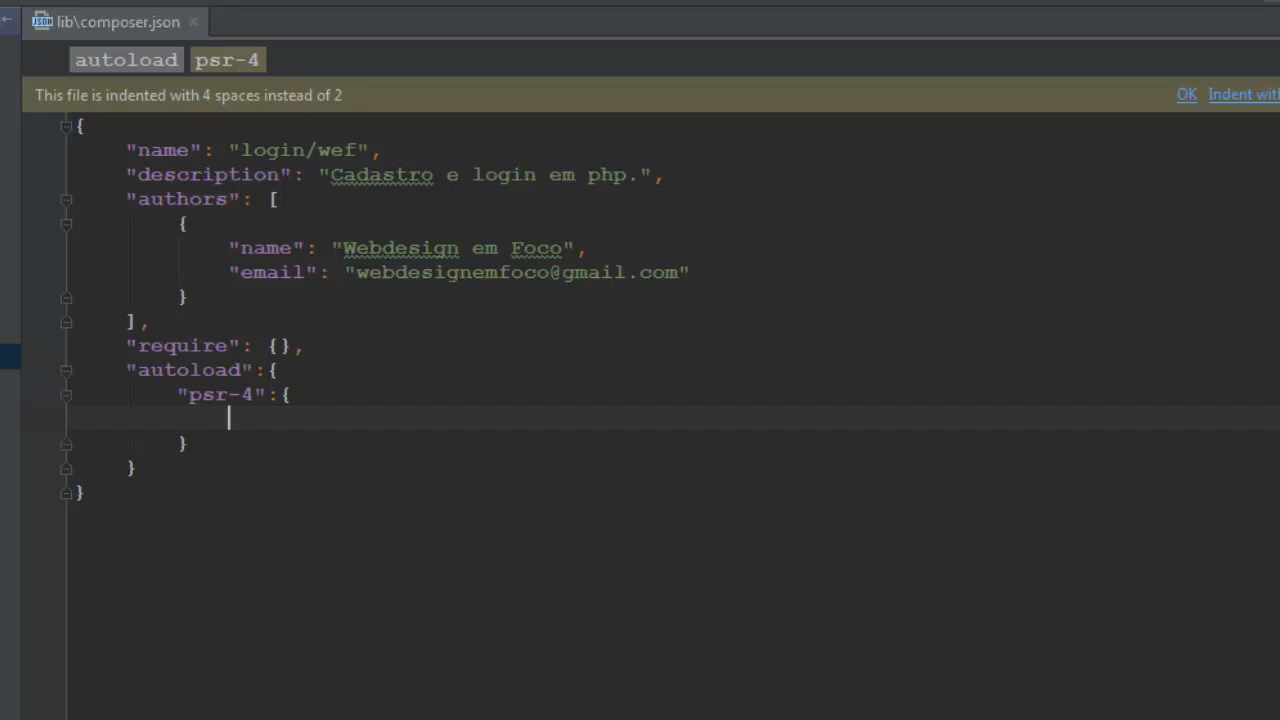 lib\composer.json
autoload psr-4
This file is indented with 4 spaces instead of 2 OK Indent wit
{
"name": "login/wef",
"description": "Cadastro e login em php.",
"authors": [
{
"name": "Webdesign em Foco",
"email": "webdesignemfoco@gmail.com"
}
],
"require": {},
"autoload":{
"psr-4":{
}
}
}